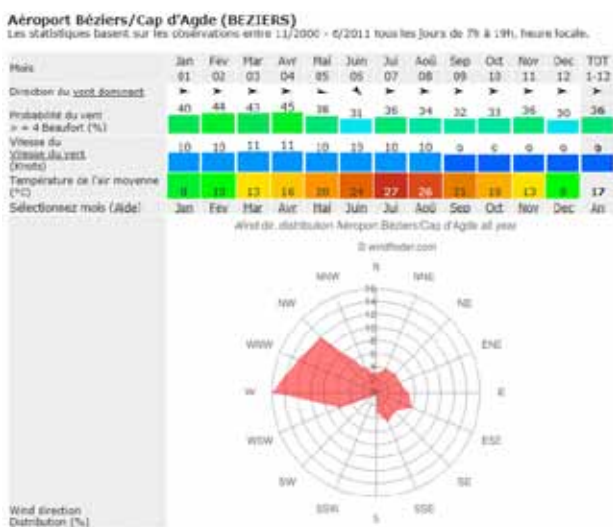 Aéroport Béziers/Cap d'Agde (BEZIERS)
Les statistiques basent sur les observations entre 11/2000 - 6/2011 tous les jours de 7h à 19h, heure locale.
Mois Jan Fev Mar Avr Mai Juin Jul Aoû Sep Oct Nov Dec TOT
01 02 03 04 05 06 07 08 09 10 11 12 1-12
Direction du vent dominant
Probabilité du vent
> = 4 Beaufort (%)
40 44 43 45 38 31 35 34 32 33 36 30 36
Vitesse du
Vitesse du vent
(Knots)
10 10 11 11 10 10 10 10 9 9 9 9 9
Température de l'air moyenne
(°C)
13 16 20 24 27 26 21 13 17
Sélectionnez mois (Aide) Jan Fev Mar Avr Mai Juin Jul Aoû Sep Oct Nov Dec An
Wind dir. distribution Aéroport Béziers/Cap d'Agde all year
© windfinder.com
N
NNW NNE
NW NE
WNW ENE
16
14
12
10
8
6
4
W E
WSW ESE
SW SE
SSW SSE
S
Wind direction
Distribution (%)